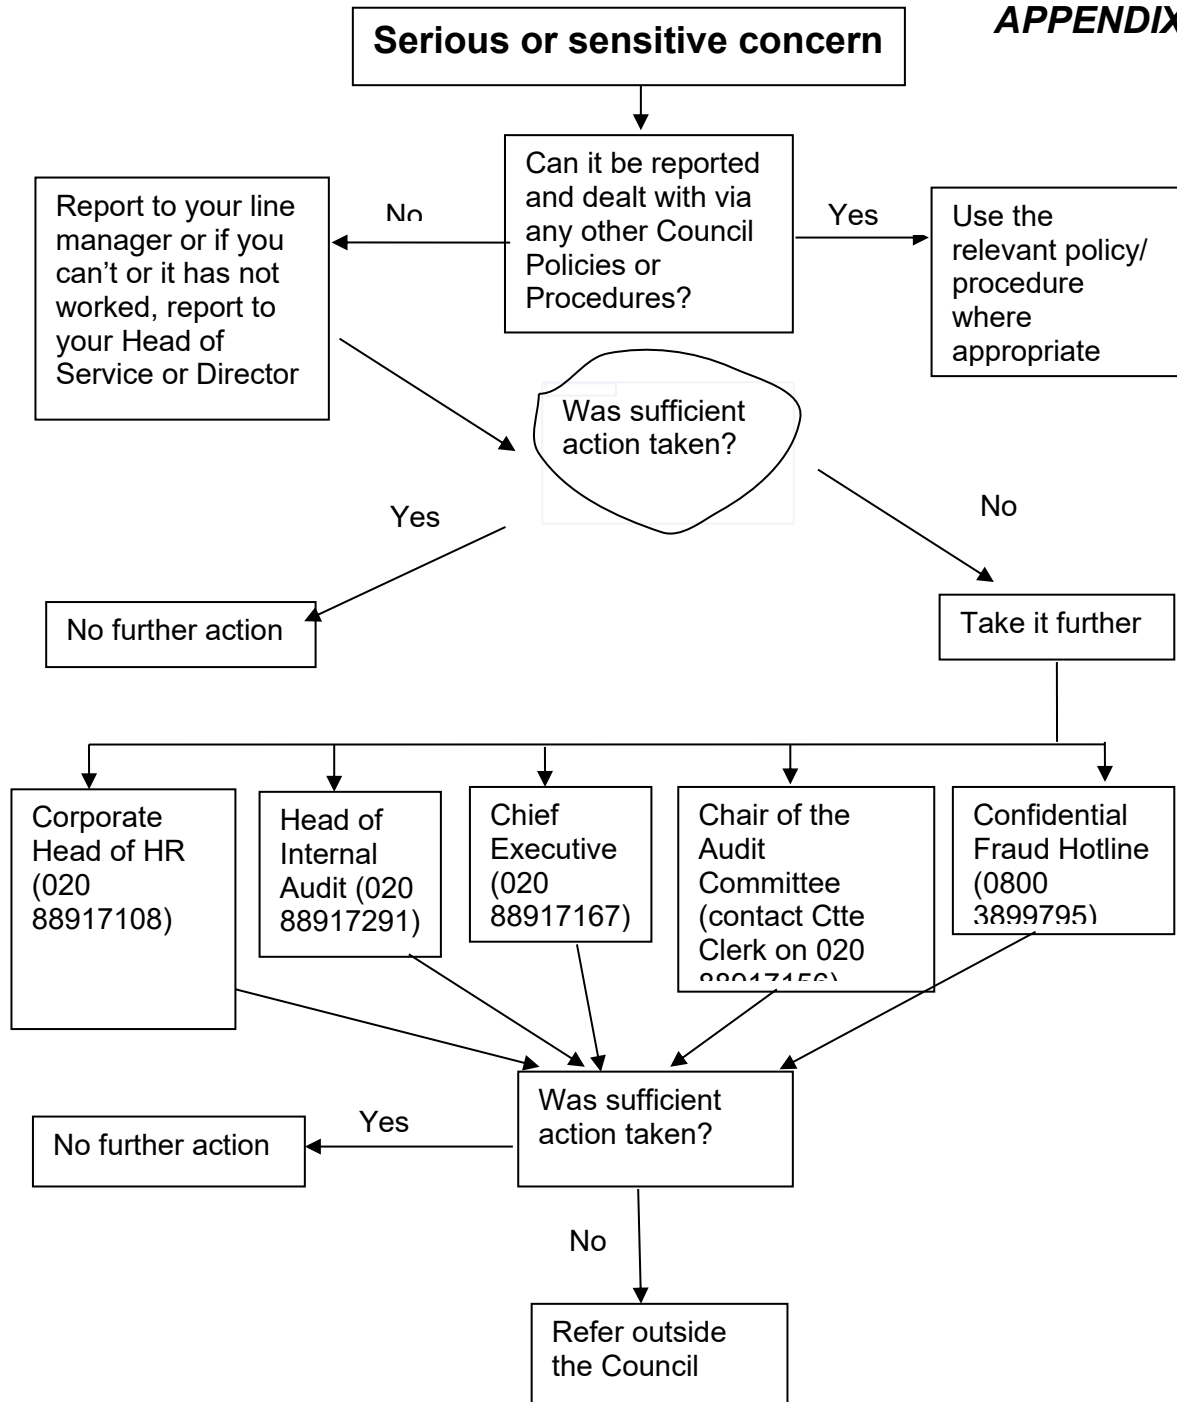 APPENDIX
Serious or sensitive concern
Can it be reported
and dealt with via
any other Council
Policies or
Procedures?
No
Yes
Report to your line
manager or if you
can't or it has not
worked, report to
your Head of
Service or Director
Use the
relevant policy/
procedure
where
appropriate
Was sufficient
action taken?
Yes
No
No further action
Take it further
Corporate
Head of HR
(020
88917108)
Head of
Internal
Audit (020
88917291)
Chief
Executive
(020
88917167)
Chair of the
Audit
Committee
(contact Ctte
Clerk on 020
88917156)
Confidential
Fraud Hotline
(0800
3899795)
Was sufficient
action taken?
Yes
No further action
No
Refer outside
the Council